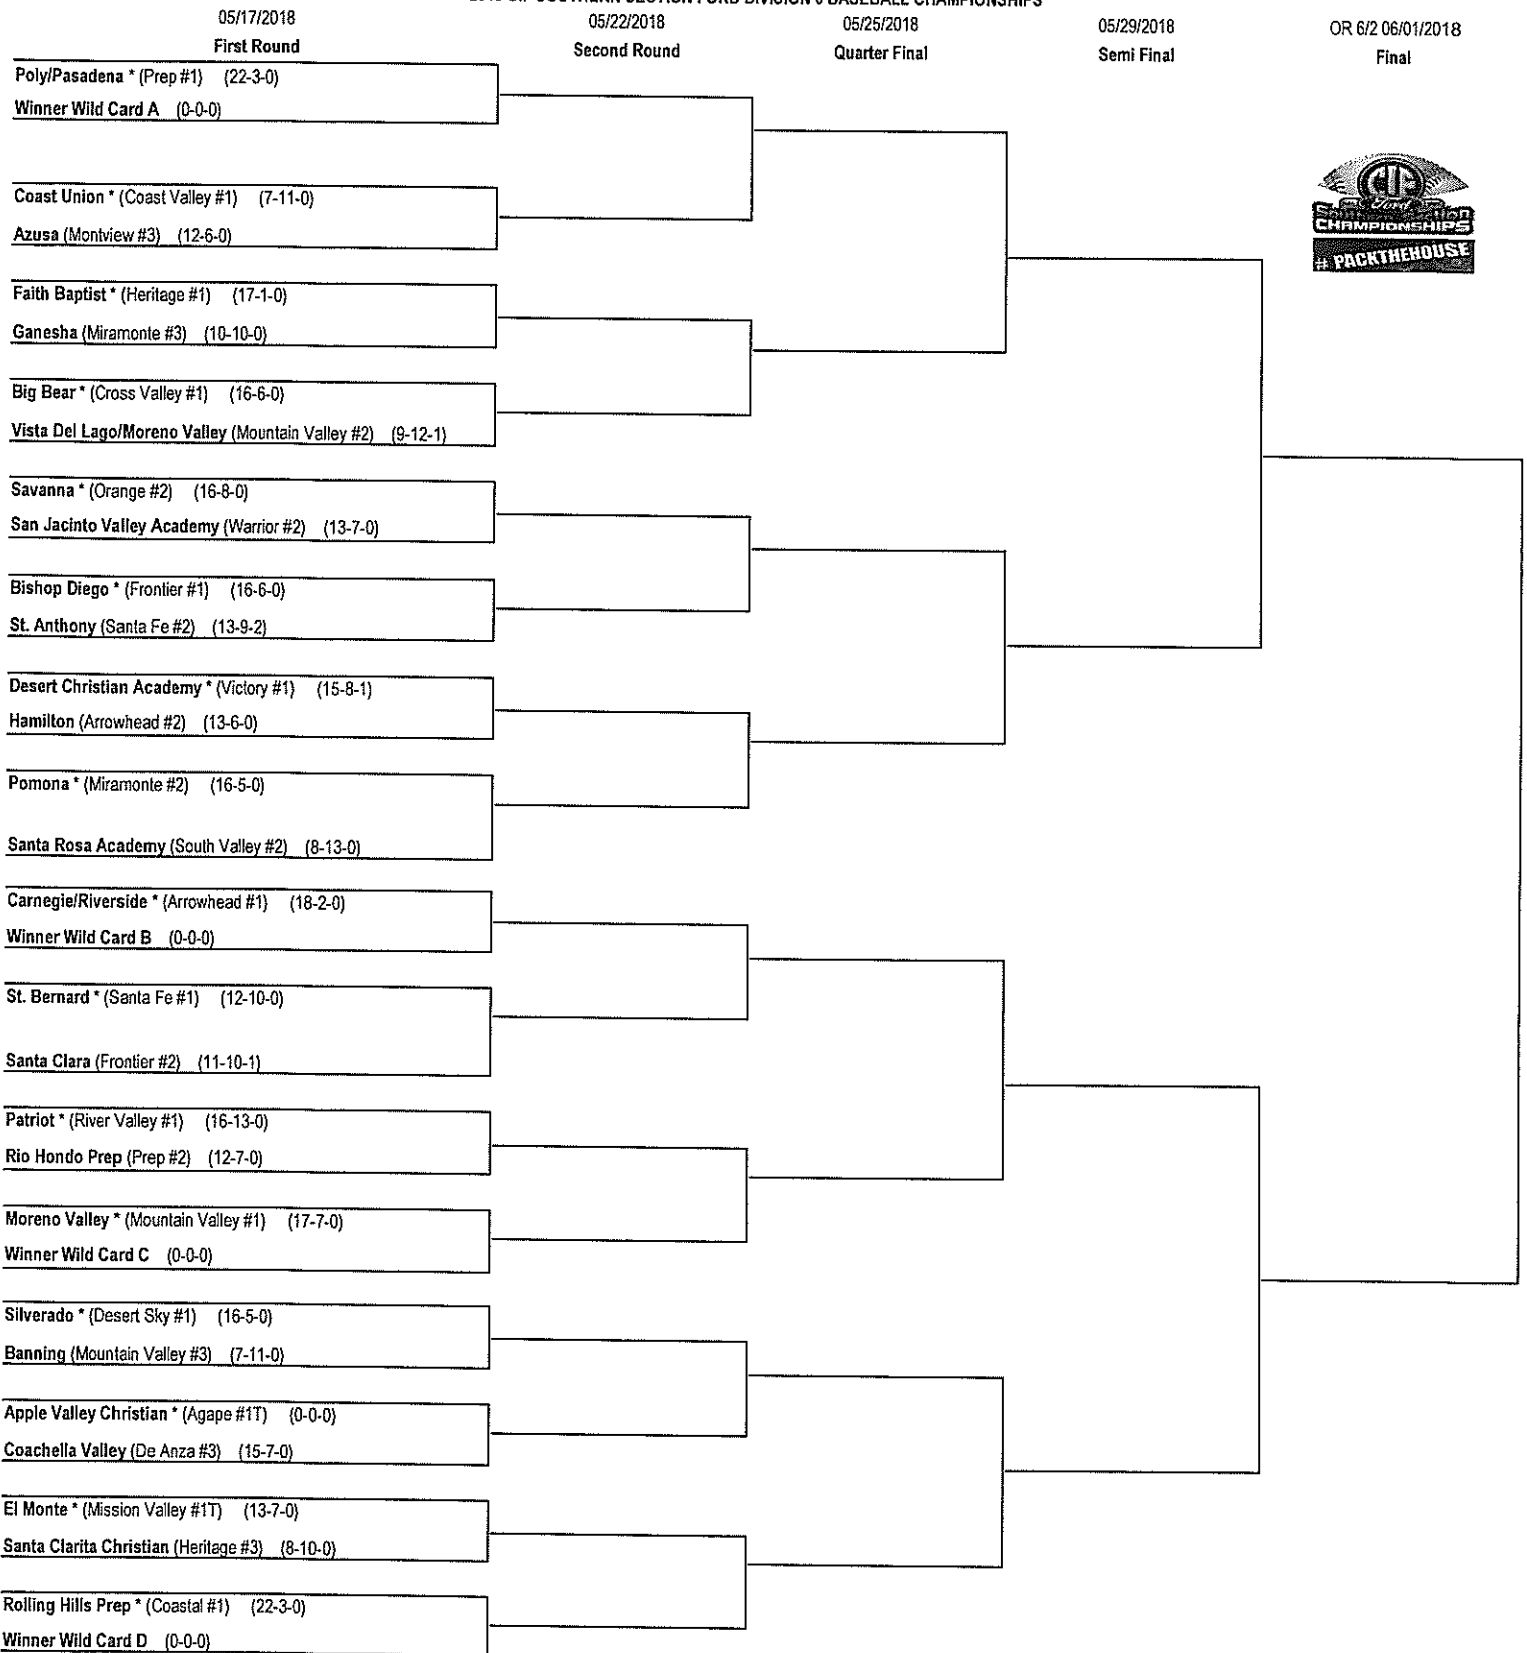 05/17/2018
First Round
05/22/2018
Second Round
05/25/2018
Quarter Final
05/29/2018
Semi Final
OR 6/2 06/01/2018
Final
Poly/Pasadena * (Prep #1) (22-3-0)
Winner Wild Card A (0-0-0)
Coast Union * (Coast Valley #1) (7-11-0)
Azusa (Montview #3) (12-6-0)
Faith Baptist * (Heritage #1) (17-1-0)
Ganesha (Miramonte #3) (10-10-0)
Big Bear * (Cross Valley #1) (16-6-0)
Vista Del Lago/Moreno Valley (Mountain Valley #2) (9-12-1)
Savanna * (Orange #2) (16-8-0)
San Jacinto Valley Academy (Warrior #2) (13-7-0)
Bishop Diego * (Frontier #1) (16-6-0)
St. Anthony (Santa Fe #2) (13-9-2)
Desert Christian Academy * (Victory #1) (15-8-1)
Hamilton (Arrowhead #2) (13-6-0)
Pomona * (Miramonte #2) (16-5-0)
Santa Rosa Academy (South Valley #2) (8-13-0)
Carnegie/Riverside * (Arrowhead #1) (18-2-0)
Winner Wild Card B (0-0-0)
St. Bernard * (Santa Fe #1) (12-10-0)
Santa Clara (Frontier #2) (11-10-1)
Patriot * (River Valley #1) (16-13-0)
Rio Hondo Prep (Prep #2) (12-7-0)
Moreno Valley * (Mountain Valley #1) (17-7-0)
Winner Wild Card C (0-0-0)
Silverado * (Desert Sky #1) (16-5-0)
Banning (Mountain Valley #3) (7-11-0)
Apple Valley Christian * (Agape #1T) (0-0-0)
Coachella Valley (De Anza #3) (15-7-0)
El Monte * (Mission Valley #1T) (13-7-0)
Santa Clarita Christian (Heritage #3) (8-10-0)
Rolling Hills Prep * (Coastal #1) (22-3-0)
Winner Wild Card D (0-0-0)
CIF
Ford
CHAMPIONSHIPS
# PACKTHEHOUSE